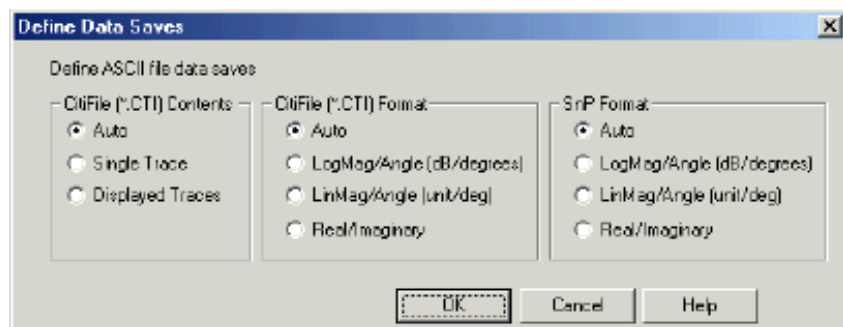 Define Data Saves
Define ASCII file data saves
CitiFile (*.CTI) Contents
Auto
Single Trace
Displayed Traces
CitiFile (*.CTI) Format
Auto
LogMag/Angle (dB/degrees)
LinMag/Angle (unit/deg)
Real/Imaginary
SnP Format
Auto
LogMag/Angle (dB/degrees)
LinMag/Angle (unit/deg)
Real/Imaginary
OK
Cancel
Help